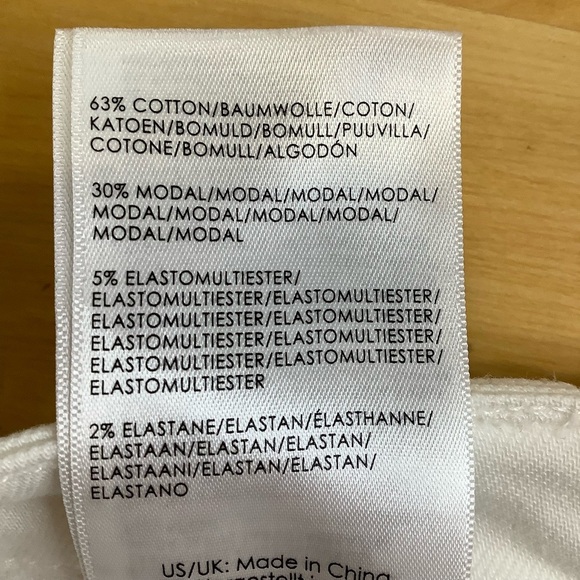 63% COTTON/BAUMWOLLE/COTON/
KATOEN/BOMULD/BOMULL/PUUVILLA/
COTONE/BOMULL/ALGODÓN
30% MODAL/MODAL/MODAL/MODAL/
MODAL/MODAL/MODAL/MODAL/
MODAL/MODAL
5% ELASTOMULTIESTER/
ELASTOMULTIESTER/ELASTOMULTIESTER/
ELASTOMULTIESTER/ELASTOMULTIESTER/
ELASTOMULTIESTER/ELASTOMULTIESTER/
ELASTOMULTIESTER/ELASTOMULTIESTER/
ELASTOMULTIESTER
2% ELASTANE/ELASTAN/ÉLASTHANNE/
ELASTAAN/ELASTAN/ELASTAN/
ELASTAANI/ELASTAN/ELASTAN/
ELASTANO
US/UK: Made in China